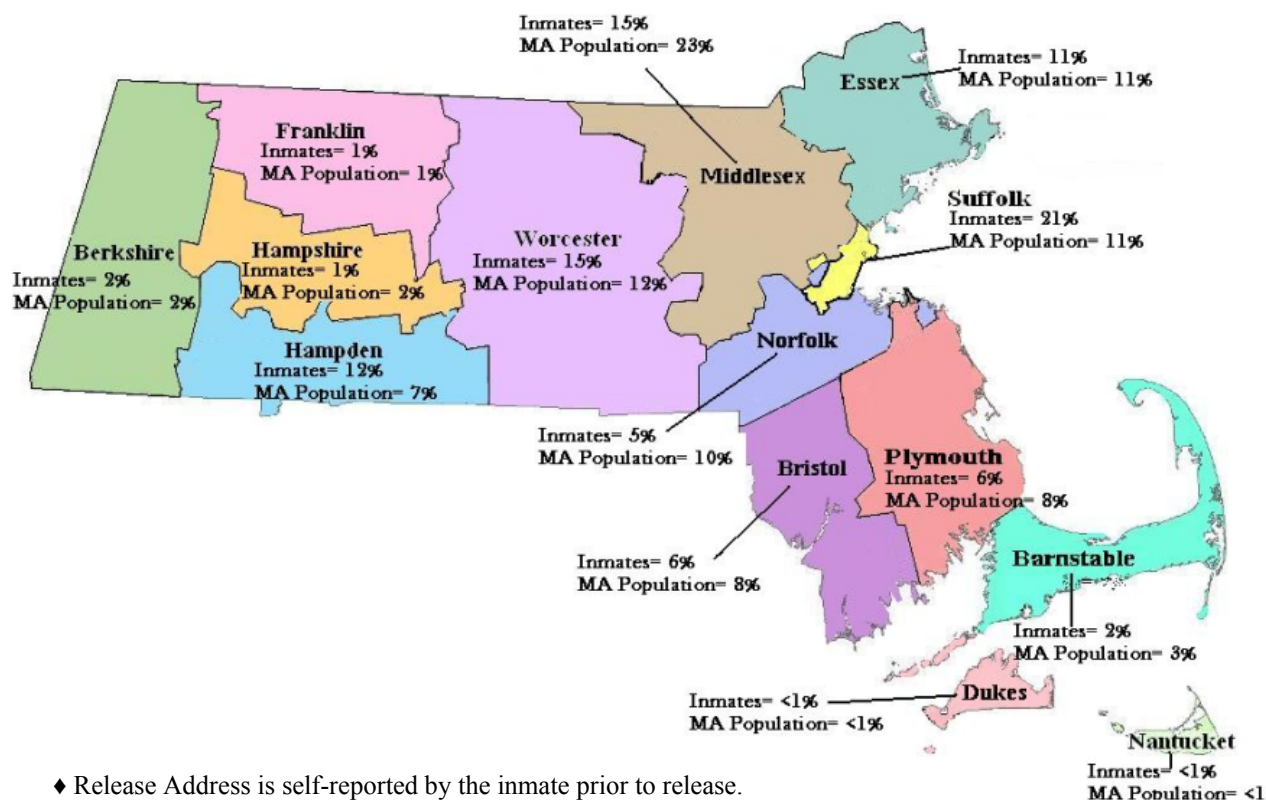 Inmates= 15%
MA Population= 23%
Essex
Inmates= 11%
MA Population= 11%
Franklin
Inmates= 1%
MA Population= 1%
Middlesex
Suffolk
Inmates= 21%
MA Population= 11%
Berkshire
Inmates= 2%
MA Population= 2%
Hampshire
Inmates= 1%
MA Population= 2%
Worcester
Inmates= 15%
MA Population= 12%
Hampden
Inmates= 12%
MA Population= 7%
Norfolk
Inmates= 5%
MA Population= 10%
Bristol
Inmates= 6%
MA Population= 8%
Plymouth
Inmates= 6%
MA Population= 8%
Barnstable
Inmates= 2%
MA Population= 3%
Dukes
Inmates= <1%
MA Population= <1%
Nantucket
Inmates= <1%
MA Population= <1
♦ Release Address is self-reported by the inmate prior to release.